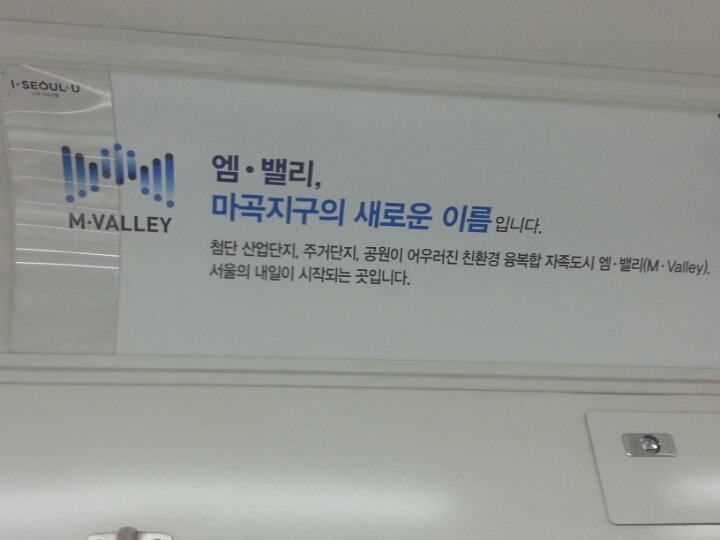 I·SEOUL·U
엠·밸리,
마곡지구의 새로운 이름입니다.
M·VALLEY
첨단 산업단지, 주거단지, 공원이 어우러진 친환경 융복합 자족도시 엠·밸리(M·Valley).
서울의 내일이 시작되는 곳입니다.